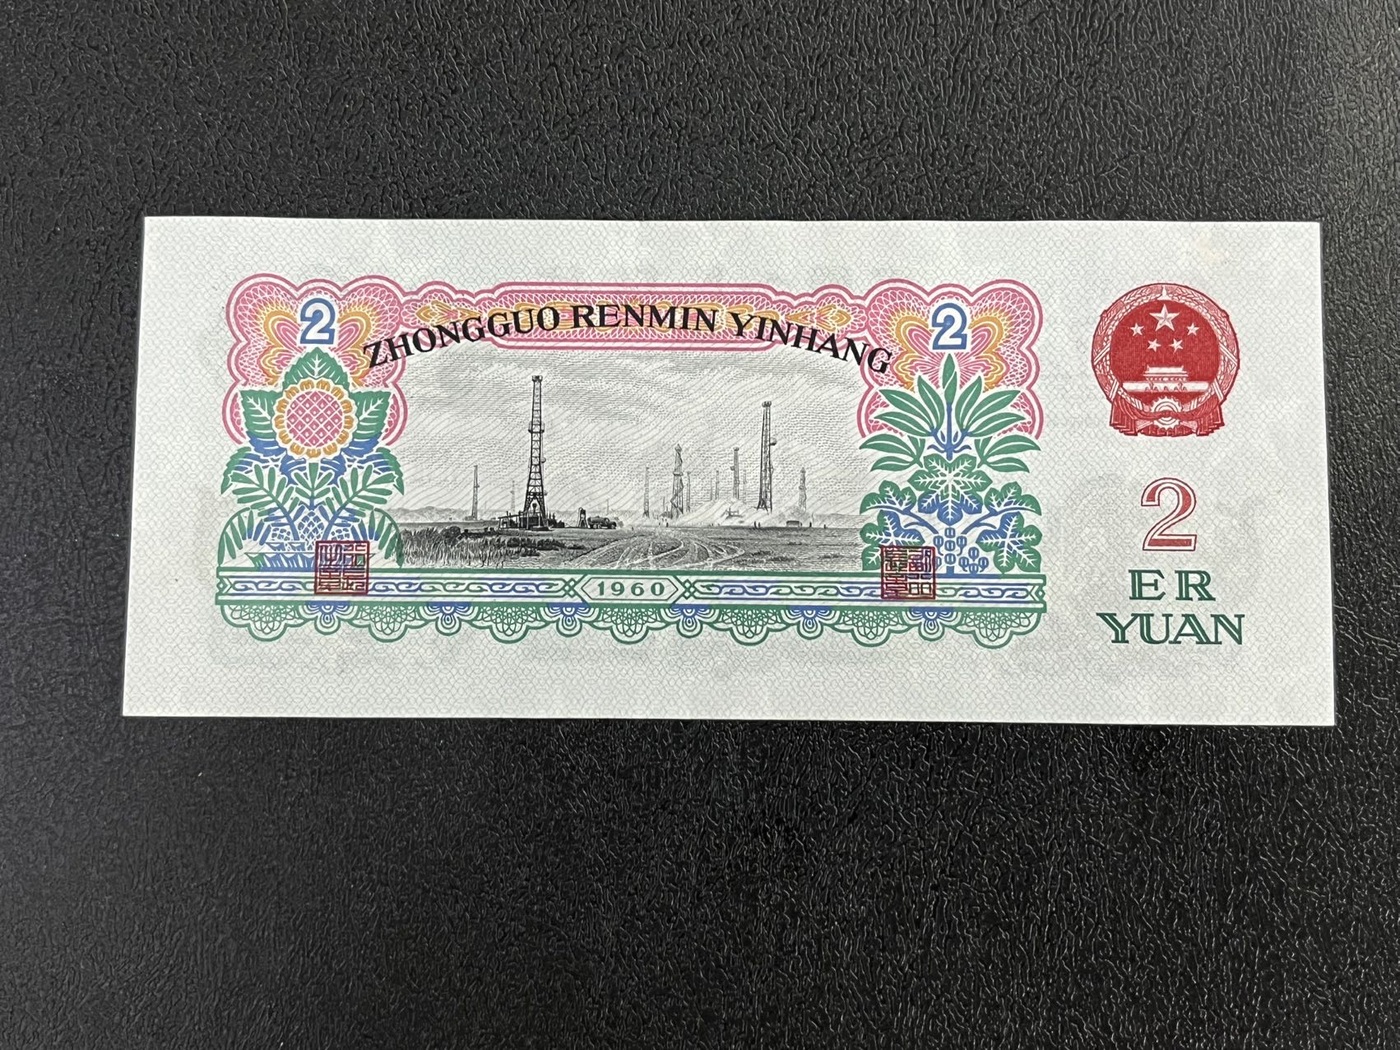 2
ZHONGGUO RENMIN YINHANG
2
1960
2
ER
YUAN